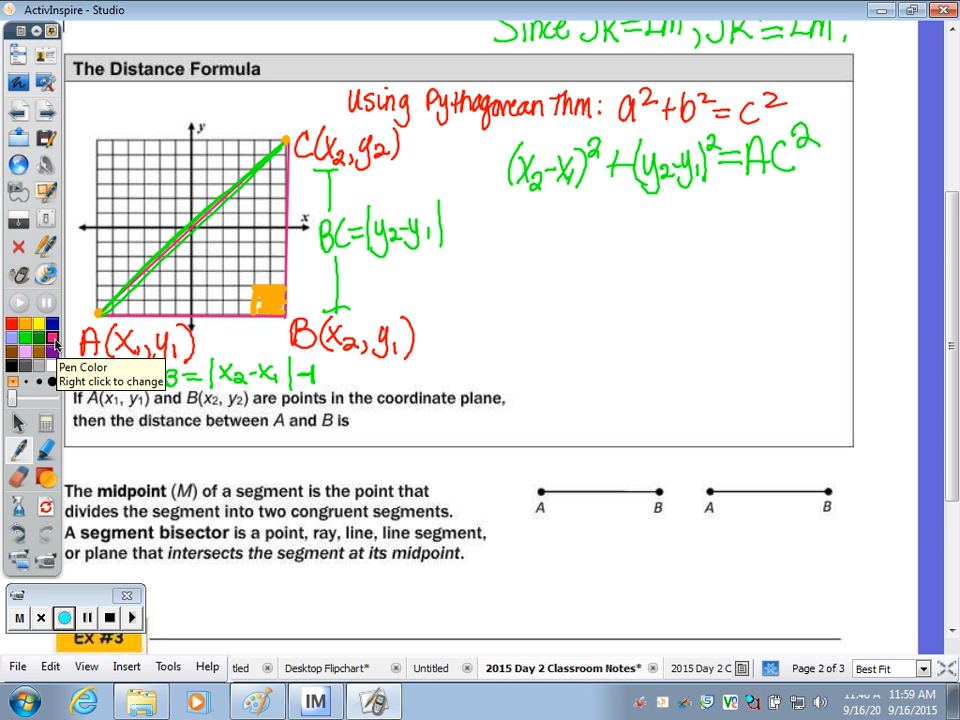 ActivInspire - Studio
Since JK=LM, JK≅LM.
The Distance Formula
Using Pythagorean Thm: a²+b²=c²
y
C(x₂,y₂)
(x₂-x₁)²+(y₂-y₁)²=AC²
x
BC=|y₂-y₁|
A(x₁,y₁)
B(x₂,y₁)
Pen Color
Right click to change
B=|x₂-x₁|
If A(x₁, y₁) and B(x₂, y₂) are points in the coordinate plane,
then the distance between A and B is
The midpoint (M) of a segment is the point that
divides the segment into two congruent segments.
A segment bisector is a point, ray, line, line segment,
or plane that intersects the segment at its midpoint.
A B A B
M
Ex #3
File Edit View Insert Tools Help
tled Desktop Flipchart* Untitled 2015 Day 2 Classroom Notes* 2015 Day 2 C Page 2 of 3 Best Fit
IM
11:59 AM
9/16/2015